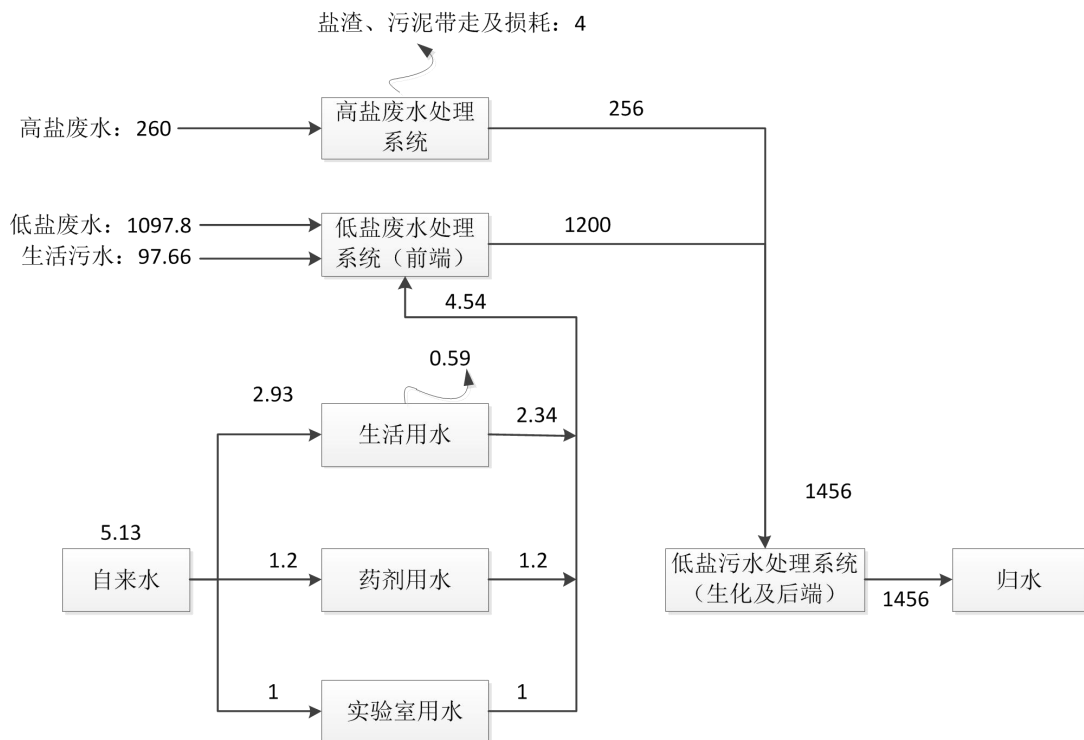 盐渣、污泥带走及损耗：4
高盐废水：260
高盐废水处理
系统
256
低盐废水：1097.8
生活污水：97.66
低盐废水处理
系统（前端）
1200
4.54
0.59
2.93
生活用水
2.34
1456
5.13
自来水
1.2
药剂用水
1.2
低盐污水处理系统
（生化及后端）
1456
归水
1
实验室用水
1